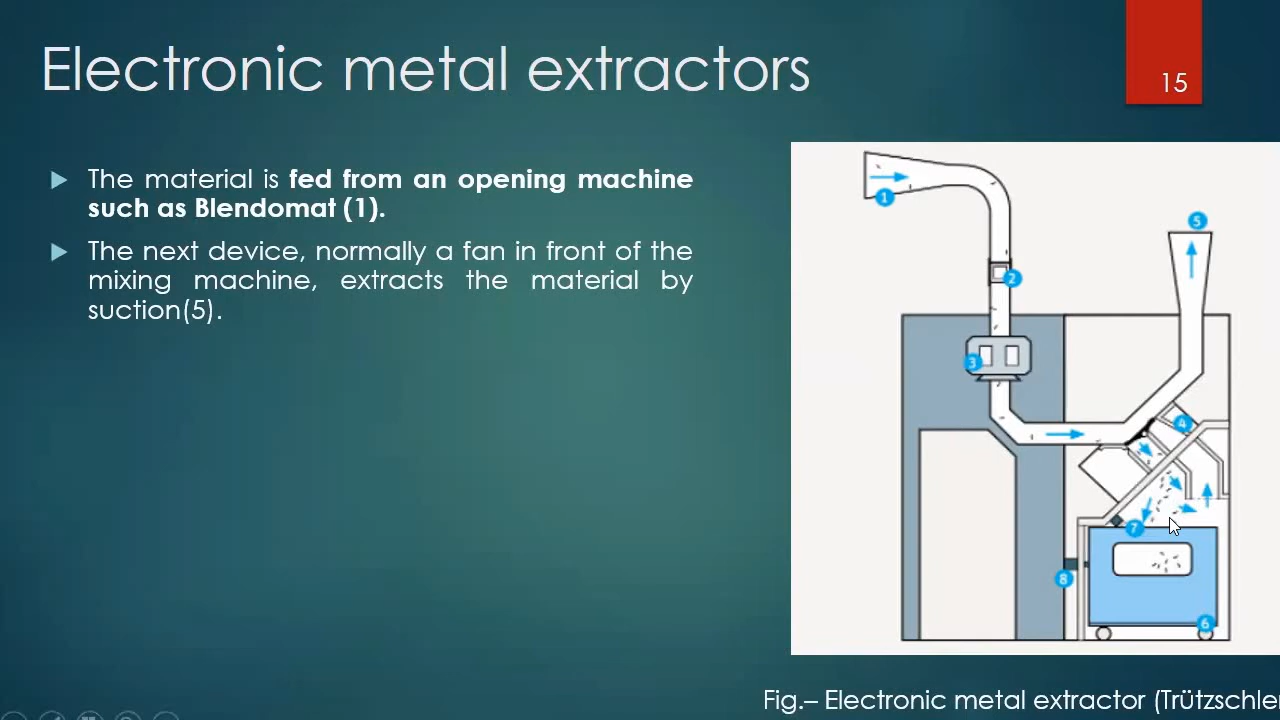 Electronic metal extractors
15
The material is fed from an opening machine
such as Blendomat (1).
The next device, normally a fan in front of the
mixing machine, extracts the material by
suction(5).
1
5
2
3
4
7
8
6
Fig.– Electronic metal extractor (Trützschler